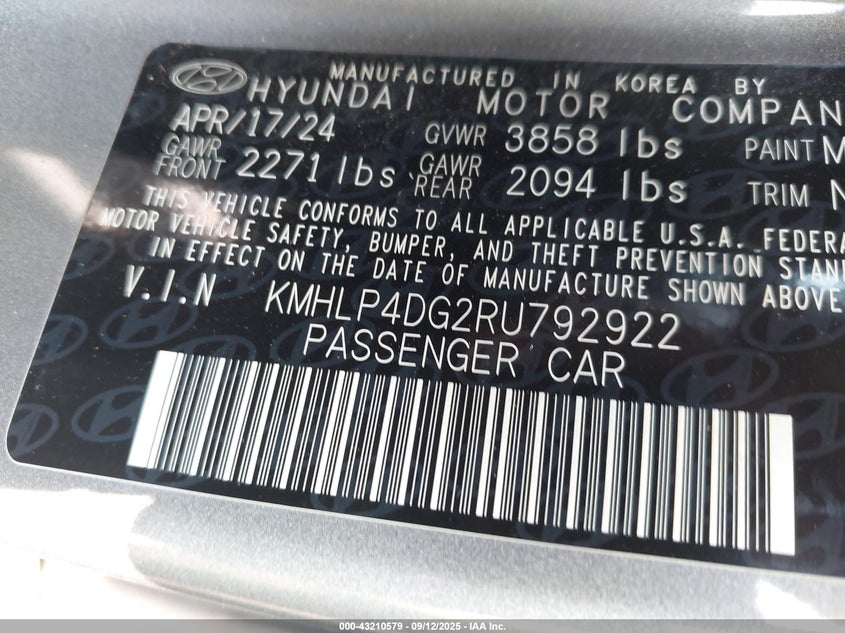 MANUFACTURED IN KOREA BY
HYUNDAI MOTOR COMPAN
APR/17/24 GVWR 3858 lbs PAINT M
GAWR FRONT 2271 lbs GAWR REAR 2094 lbs TRIM N
THIS VEHICLE CONFORMS TO ALL APPLICABLE U.S.A. FEDERA
MOTOR VEHICLE SAFETY, BUMPER, AND THEFT PREVENTION STAN
IN EFFECT ON THE DATE OF MANUFACTURE SHOWN ABOVE
V.I.N KMHLP4DG2RU792922
PASSENGER CAR
000-43210579 - 09/12/2025 - IAA Inc.